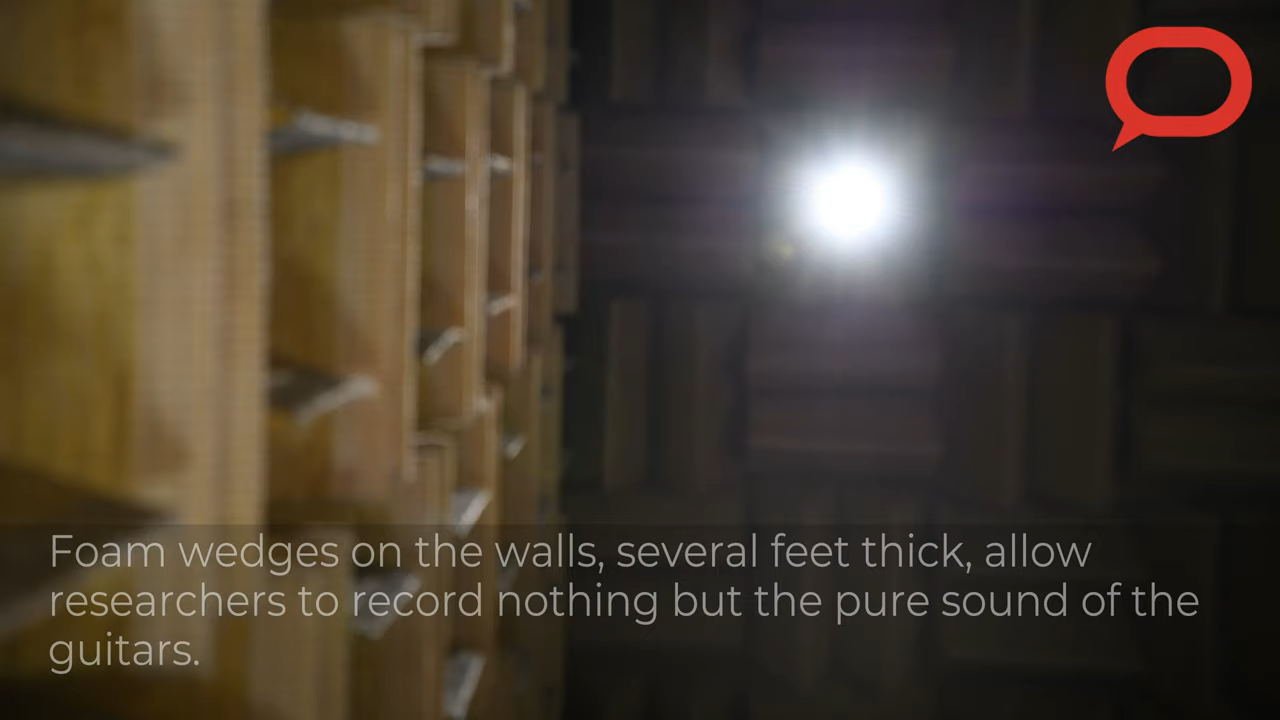 Foam wedges on the walls, several feet thick, allow
researchers to record nothing but the pure sound of the
guitars.